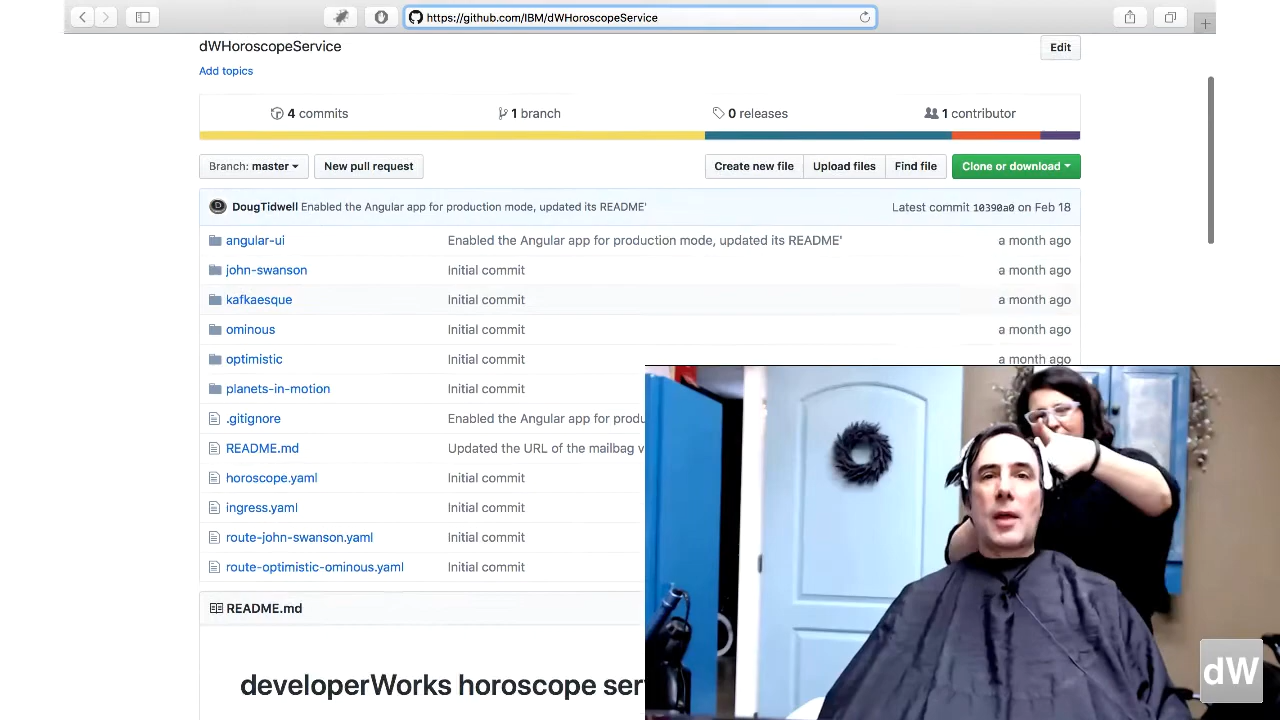 https://github.com/IBM/dWHoroscopeService
dWHoroscopeService
Edit
Add topics
4 commits
1 branch
0 releases
1 contributor
Branch: master
New pull request
Create new file
Upload files
Find file
Clone or download
DougTidwell Enabled the Angular app for production mode, updated its README'
Latest commit 10390a0 on Feb 18
angular-ui Enabled the Angular app for production mode, updated its README' a month ago
john-swanson Initial commit a month ago
kafkaesque Initial commit a month ago
ominous Initial commit a month ago
optimistic Initial commit a month ago
planets-in-motion Initial commit
.gitignore Enabled the Angular app for produ
README.md Updated the URL of the mailbag
horoscope.yaml Initial commit
ingress.yaml Initial commit
route-john-swanson.yaml Initial commit
route-optimistic-ominous.yaml Initial commit
README.md
developerWorks horoscope ser
dW